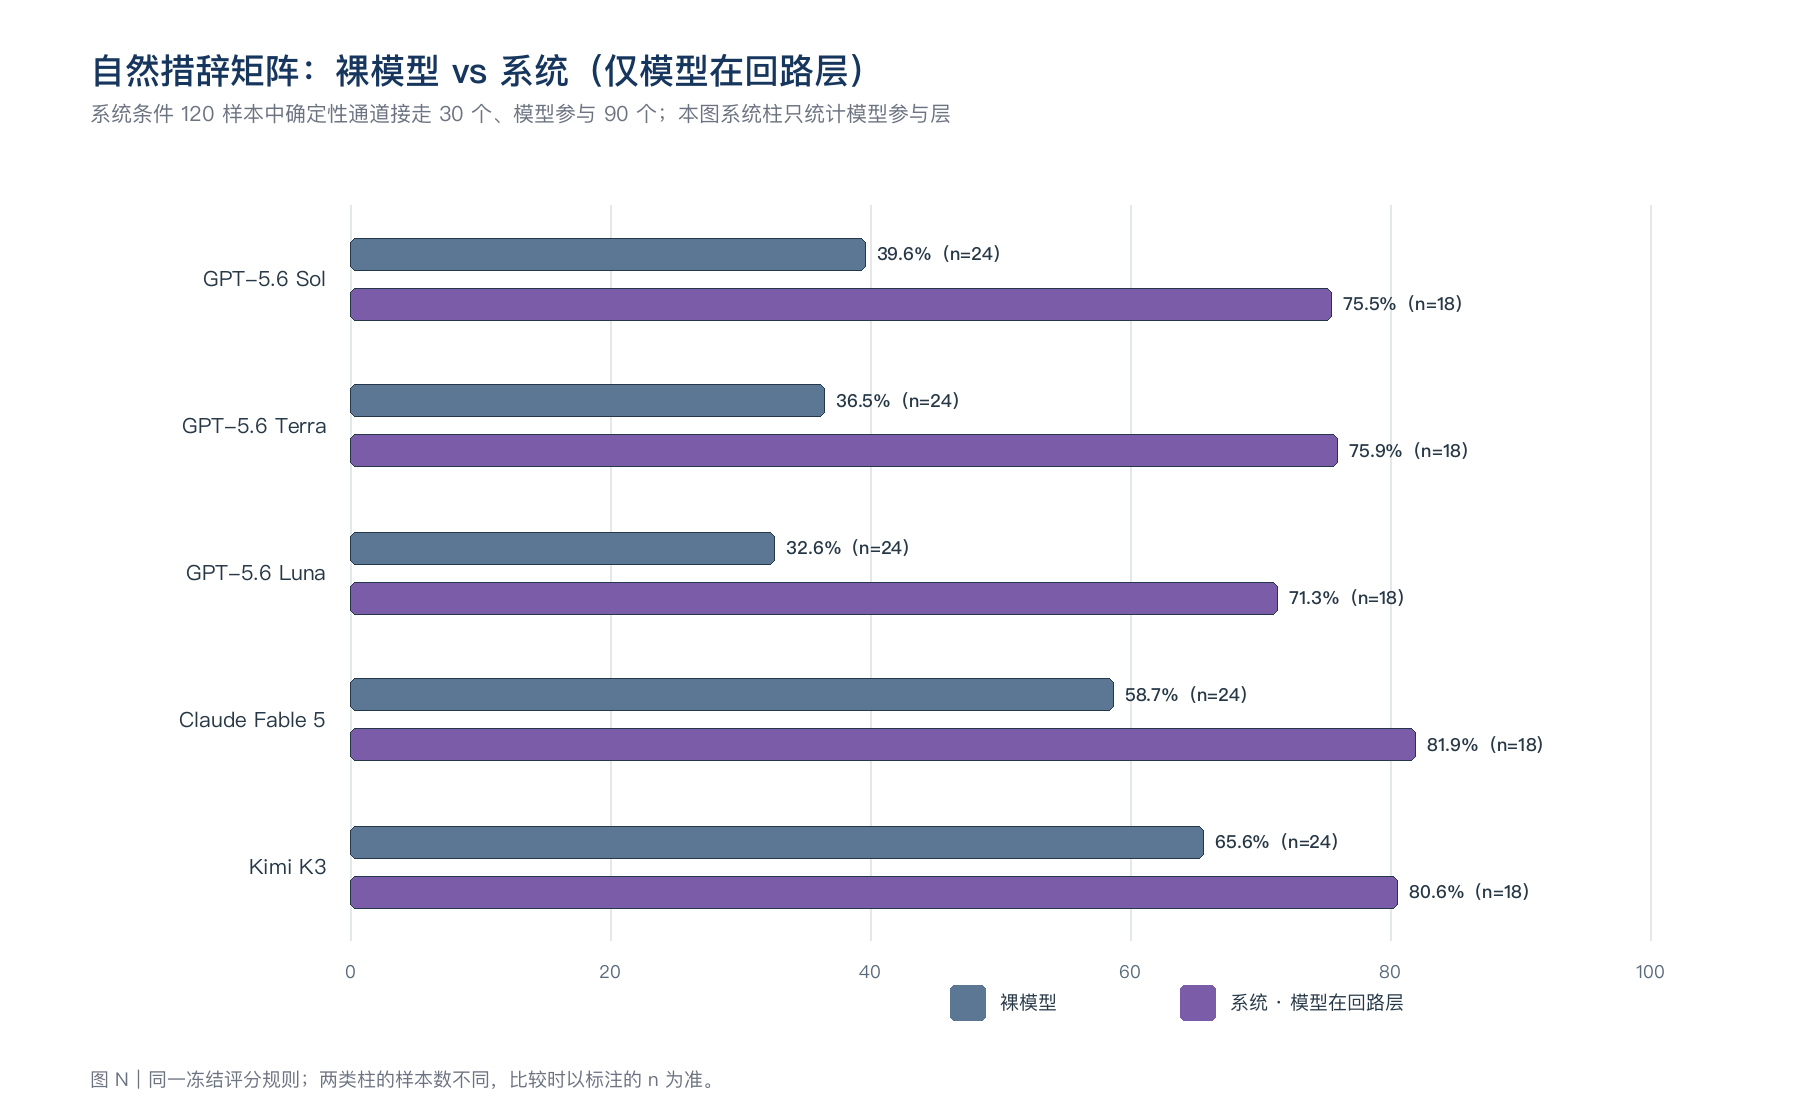 自然措辞矩阵：裸模型 vs 系统（仅模型在回路层）
系统条件 120 样本中确定性通道接走 30 个、模型参与 90 个；本图系统柱只统计模型参与层
GPT–5.6 Sol
39.6%（n=24）
75.5%（n=18）
GPT–5.6 Terra
36.5%（n=24）
75.9%（n=18）
GPT–5.6 Luna
32.6%（n=24）
71.3%（n=18）
Claude Fable 5
58.7%（n=24）
81.9%（n=18）
Kimi K3
65.6%（n=24）
80.6%（n=18）
0 20 40 60 80 100
裸模型 系统 · 模型在回路层
图 N｜同一冻结评分规则；两类柱的样本数不同，比较时以标注的 n 为准。